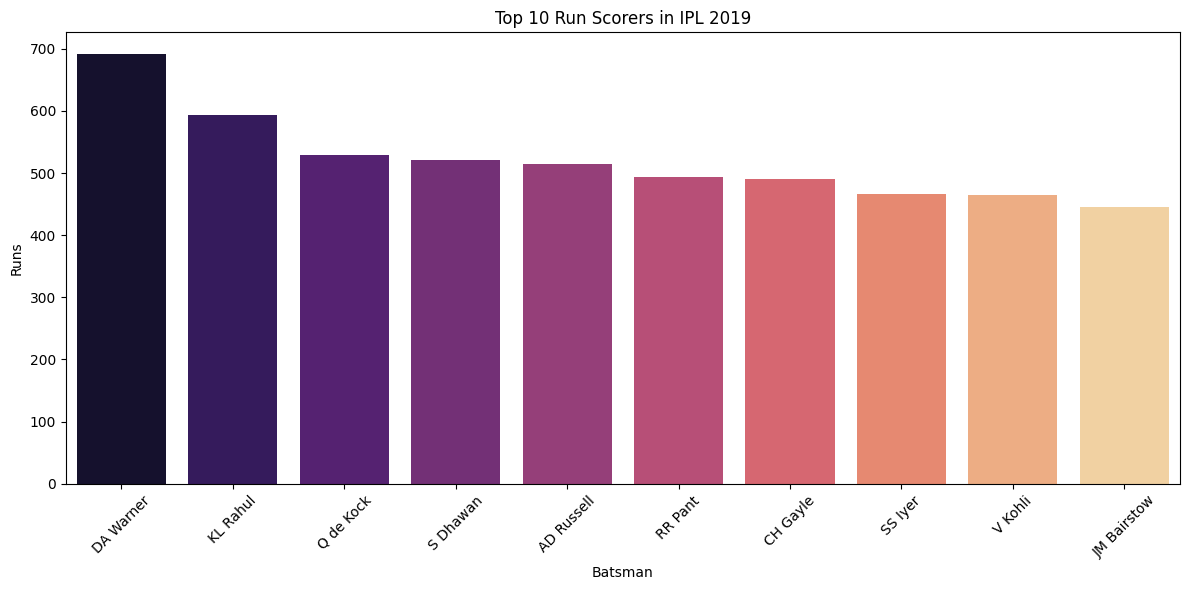 Top 10 Run Scorers in IPL 2019
Runs
700
600
500
400
300
200
100
0
DA Warner
KL Rahul
Q de Kock
S Dhawan
AD Russell
RR Pant
CH Gayle
SS Iyer
V Kohli
JM Bairstow
Batsman